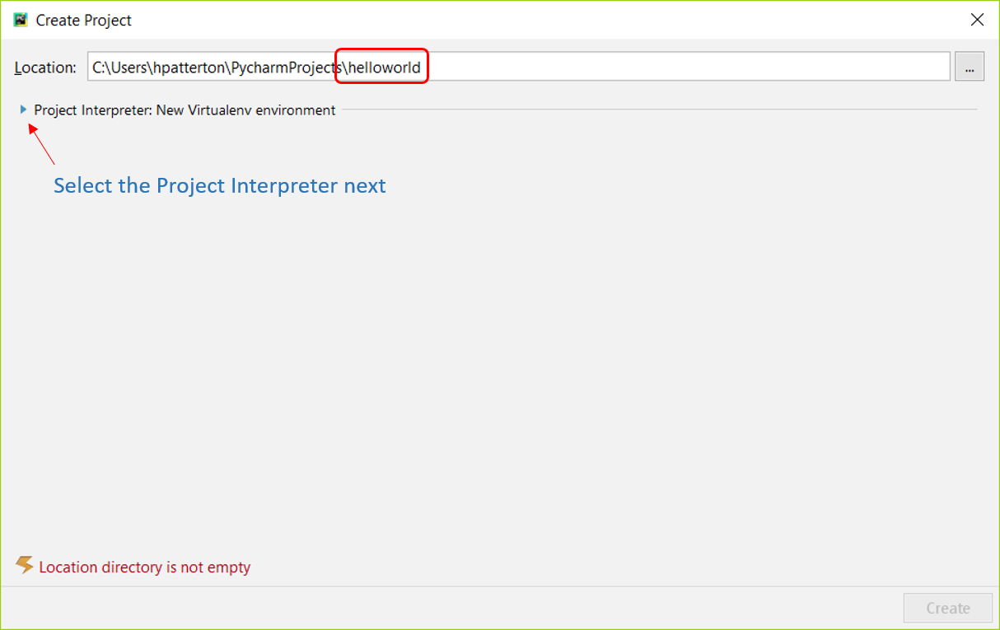 Create Project
Location: C:\Users\hpatterton\PycharmProjects\helloworld ...
Project Interpreter: New Virtualenv environment
Select the Project Interpreter next
Location directory is not empty
Create